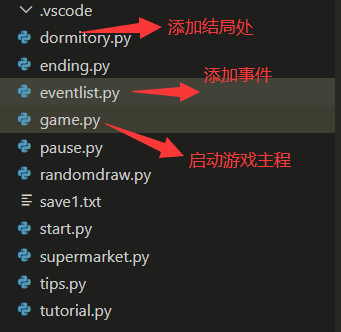 .vscode
dormitory.py
添加结局处
ending.py
添加事件
eventlist.py
game.py
启动游戏主程
pause.py
randomdraw.py
save1.txt
start.py
supermarket.py
tips.py
tutorial.py